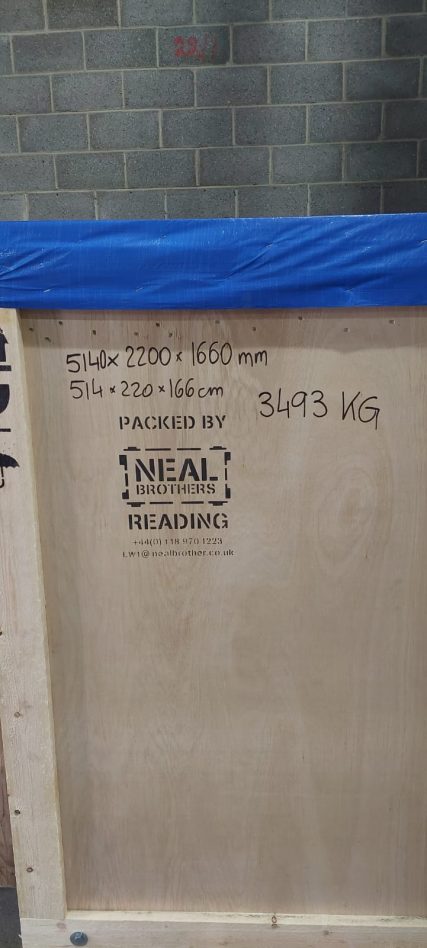 5140 x 2200 x 1660 mm
514 x 220 x 166 cm
3493 KG
PACKED BY
NEAL
BROTHERS
READING
+44(0) 118 970 1223
LW1@nealbrother.co.uk